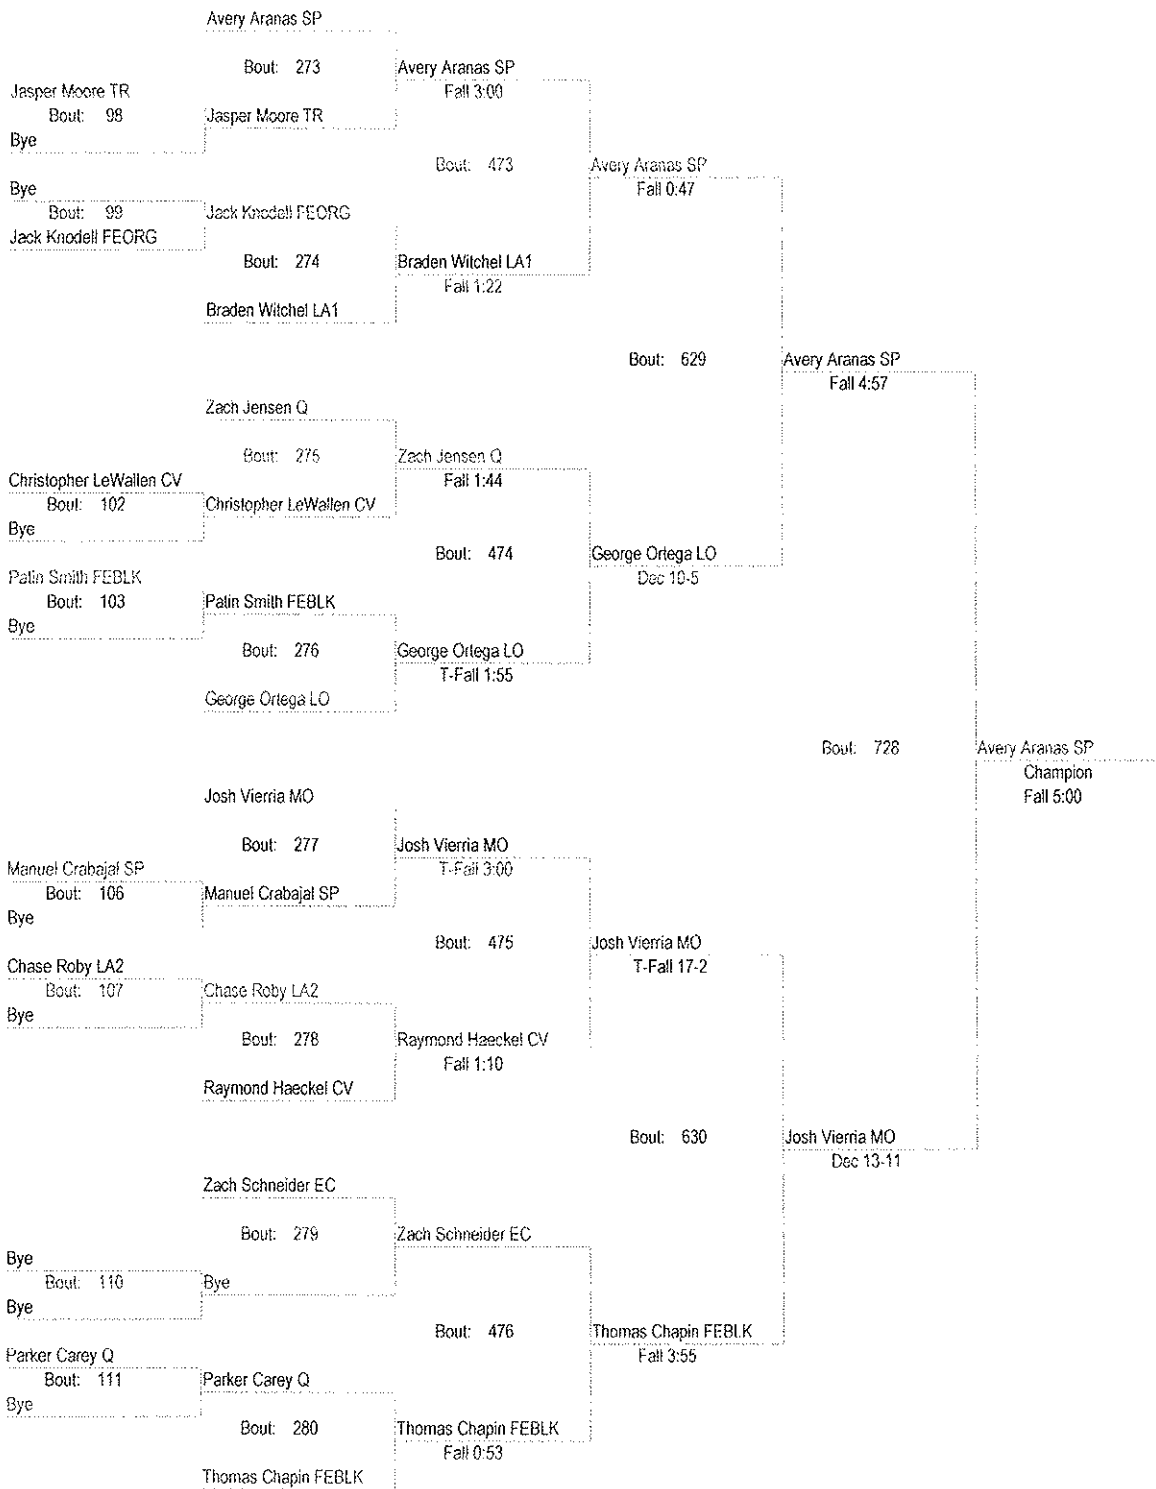 Avery Aranas SP
Bout: 273
Avery Aranas SP
Fall 3:00
Jasper Moore TR
Bout: 98
Bye
Jasper Moore TR
Bout: 473
Avery Aranas SP
Fall 0:47
Bye
Bout: 99
Jack Knodell FEORG
Jack Knodell FEORG
Bout: 274
Braden Witchel LA1
Fall 1:22
Braden Witchel LA1
Bout: 629
Avery Aranas SP
Fall 4:57
Zach Jensen Q
Bout: 275
Zach Jensen Q
Fall 1:44
Christopher LeWallen CV
Bout: 102
Bye
Christopher LeWallen CV
Bout: 474
George Ortega LO
Dec 10-5
Patin Smith FEBLK
Bout: 103
Bye
Patin Smith FEBLK
Bout: 276
George Ortega LO
T-Fall 1:55
George Ortega LO
Bout: 728
Avery Aranas SP
Champion
Fall 5:00
Josh Vierria MO
Bout: 277
Josh Vierria MO
T-Fall 3:00
Manuel Crabajal SP
Bout: 106
Bye
Manuel Crabajal SP
Bout: 475
Josh Vierria MO
T-Fall 17-2
Chase Roby LA2
Bout: 107
Bye
Chase Roby LA2
Bout: 278
Raymond Haeckel CV
Fall 1:10
Raymond Haeckel CV
Bout: 630
Josh Vierria MO
Dec 13-11
Zach Schneider EC
Bout: 279
Zach Schneider EC
Bye
Bout: 110
Bye
Bye
Bout: 476
Thomas Chapin FEBLK
Fall 3:55
Parker Carey Q
Bout: 111
Bye
Parker Carey Q
Bout: 280
Thomas Chapin FEBLK
Fall 0:53
Thomas Chapin FEBLK